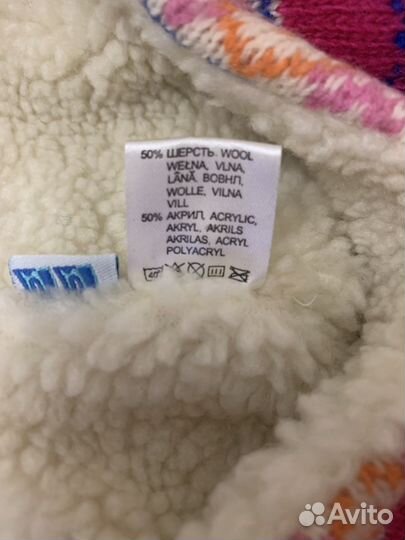 50% ШЕРСТЬ. WOOL
WEŁNA, VLNA,
LÂNĂ, ВОВНЛ,
WOLLE, VILNA
VILL
50% АКРИЛ, ACRYLIC,
AKRYL, AKRILS
AKRILAS, ACRYL
POLYACRYL
40°
Avito